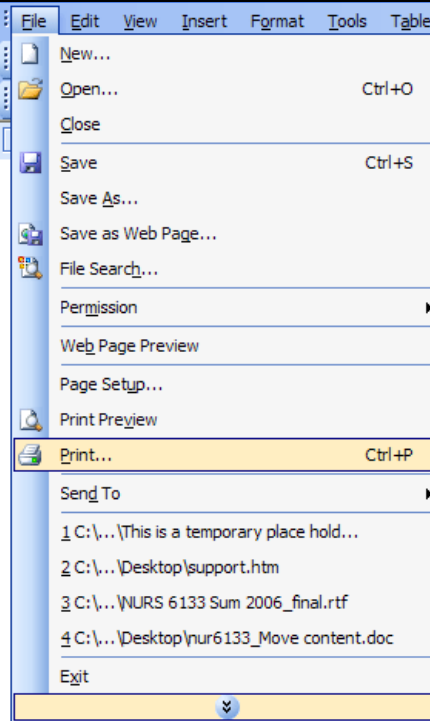 File Edit View Insert Format Tools Table
New...
Open... Ctrl+O
Close
Save Ctrl+S
Save As...
Save as Web Page...
File Search...
Permission
Web Page Preview
Page Setup...
Print Preview
Print... Ctrl+P
Send To
1 C:\...\This is a temporary place hold...
2 C:\...\Desktop\support.htm
3 C:\...\NURS 6133 Sum 2006_final.rtf
4 C:\...\Desktop\nur6133_Move content.doc
Exit